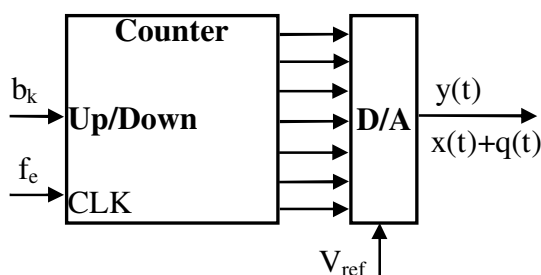 Counter
b_k
Up/Down
f_e
CLK
D/A
y(t)
x(t)+q(t)
V_ref